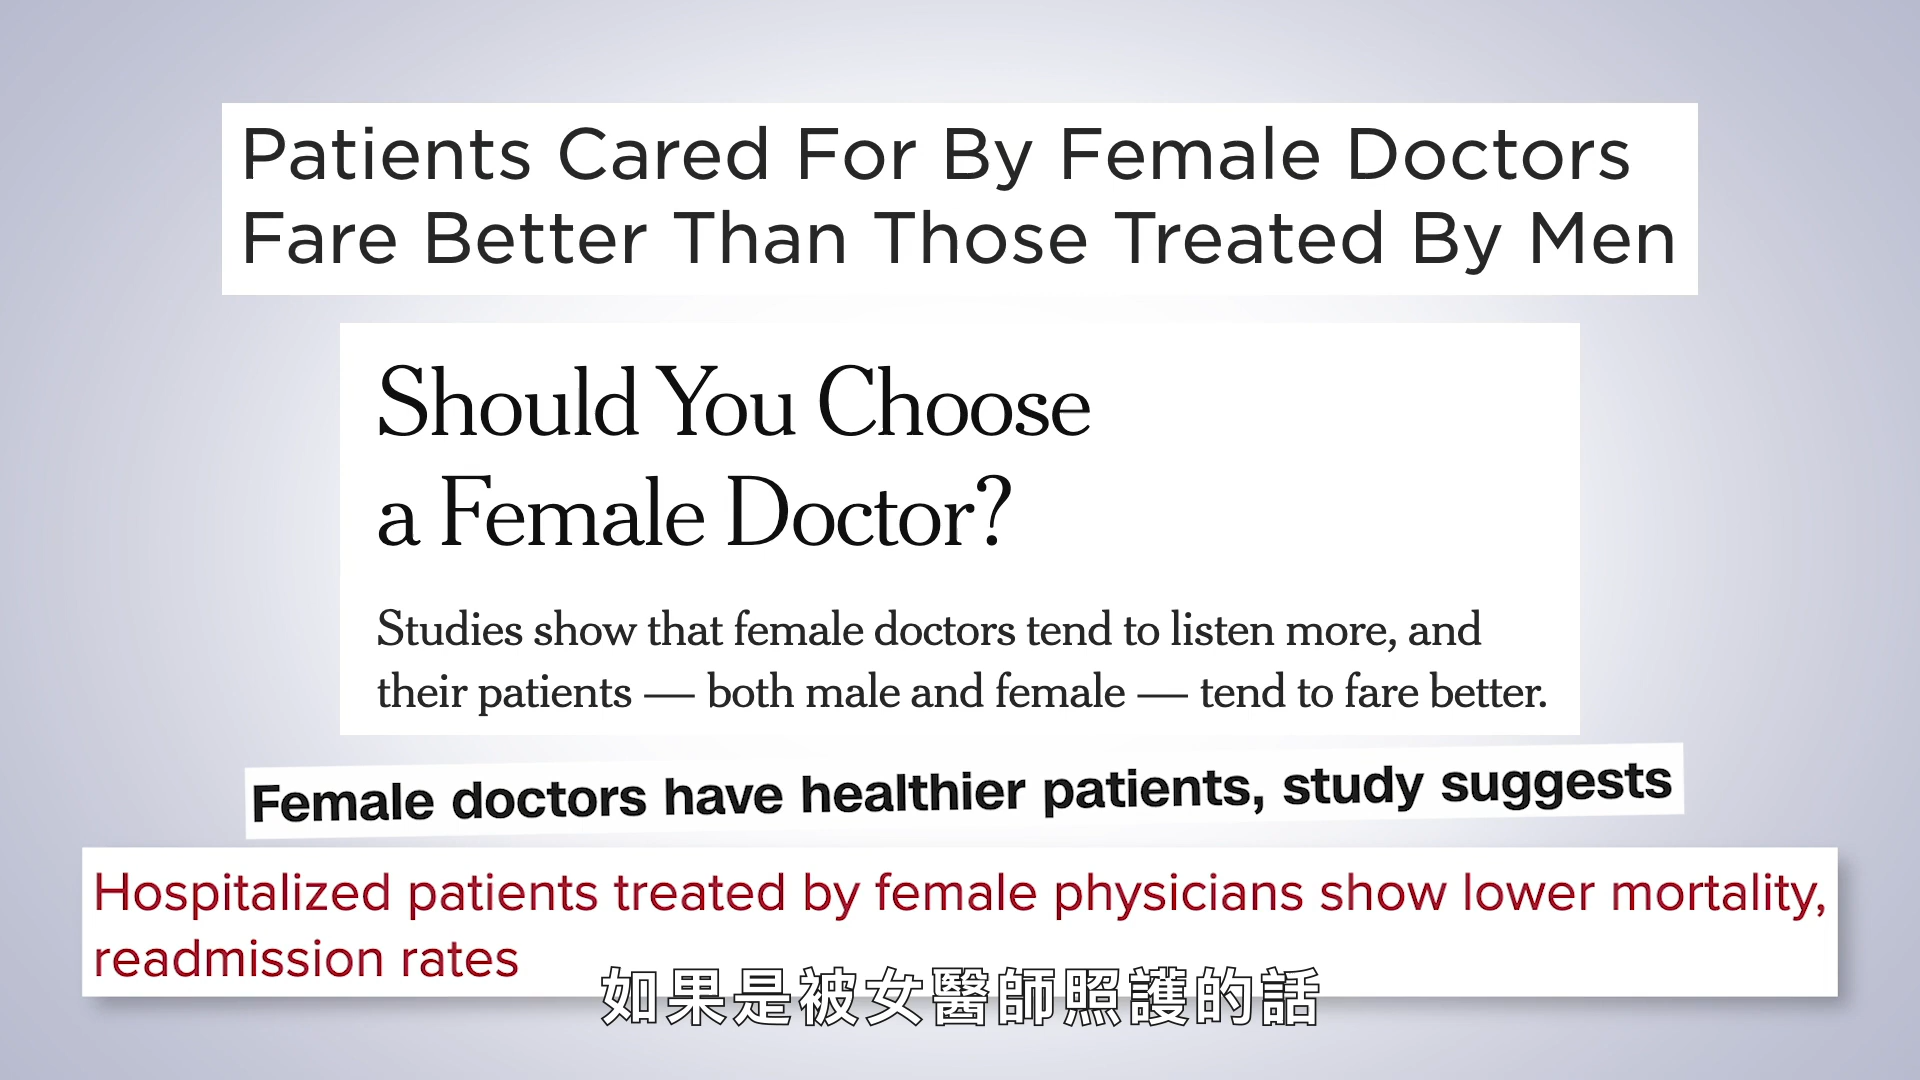 Patients Cared For By Female Doctors
Fare Better Than Those Treated By Men
Should You Choose
a Female Doctor?
Studies show that female doctors tend to listen more, and
their patients — both male and female — tend to fare better.
Female doctors have healthier patients, study suggests
Hospitalized patients treated by female physicians show lower mortality,
readmission rates
如果是被女醫師照護的話